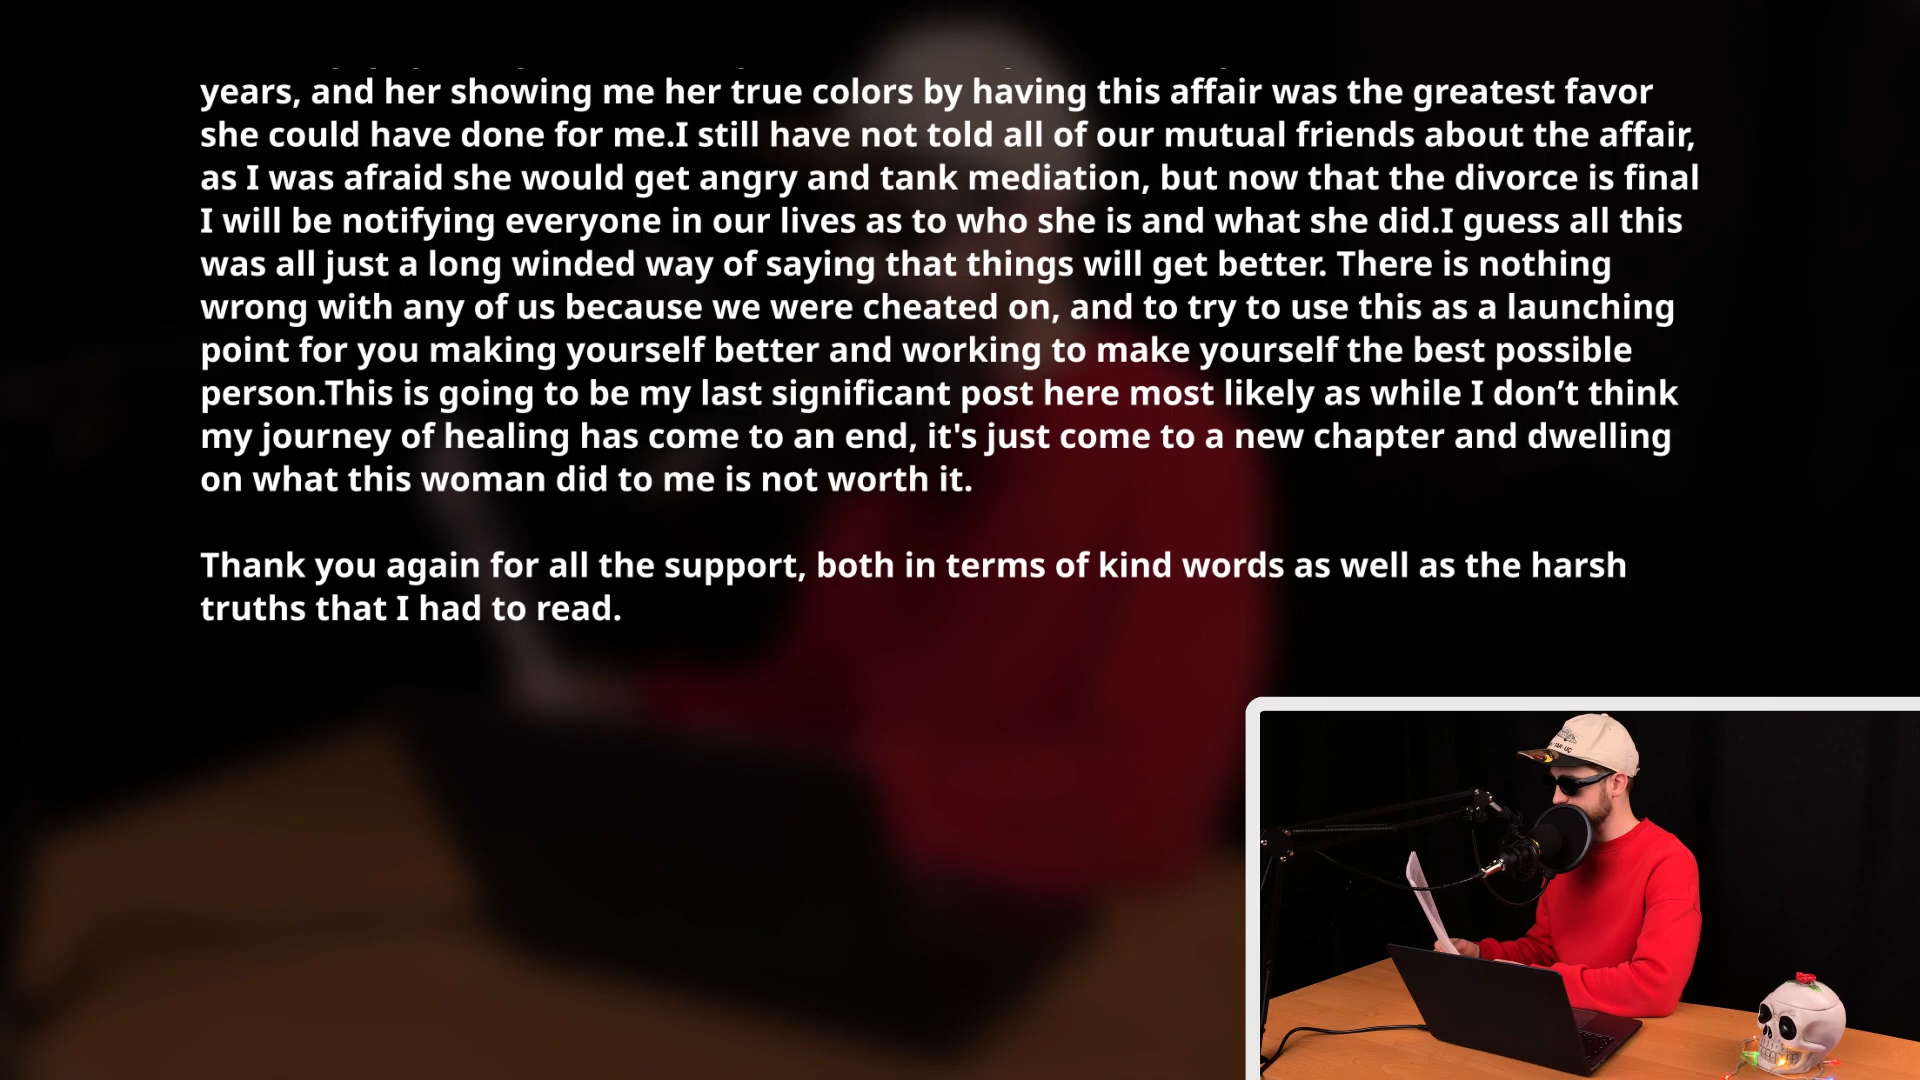 years, and her showing me her true colors by having this affair was the greatest favor
she could have done for me.I still have not told all of our mutual friends about the affair,
as I was afraid she would get angry and tank mediation, but now that the divorce is final
I will be notifying everyone in our lives as to who she is and what she did.I guess all this
was all just a long winded way of saying that things will get better. There is nothing
wrong with any of us because we were cheated on, and to try to use this as a launching
point for you making yourself better and working to make yourself the best possible
person.This is going to be my last significant post here most likely as while I don’t think
my journey of healing has come to an end, it's just come to a new chapter and dwelling
on what this woman did to me is not worth it.
Thank you again for all the support, both in terms of kind words as well as the harsh
truths that I had to read.